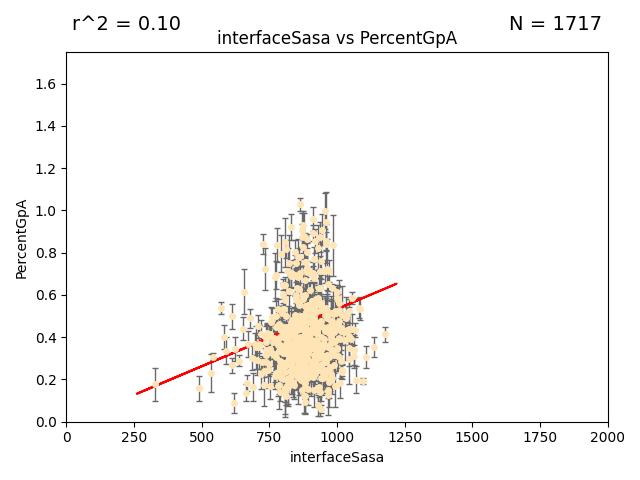 r^2 = 0.10
N = 1717
interfaceSasa vs PercentGpA
PercentGpA
1.6
1.4
1.2
1.0
0.8
0.6
0.4
0.2
0.0
0 250 500 750 1000 1250 1500 1750 2000
interfaceSasa